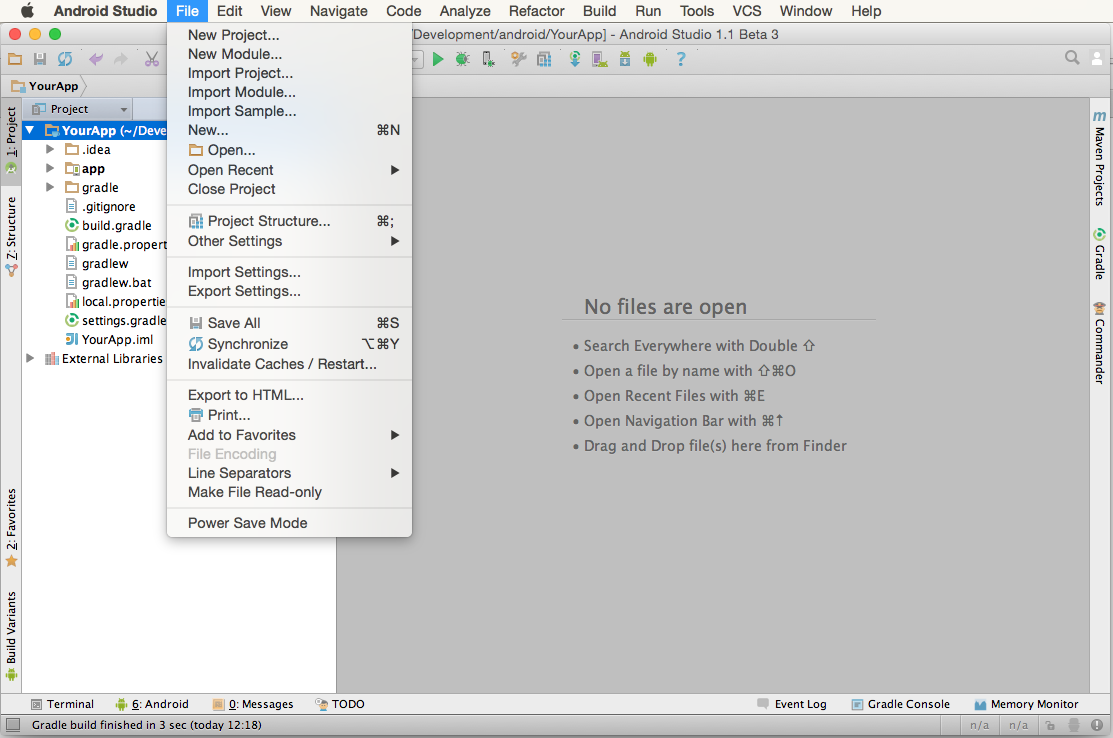 Android Studio File Edit View Navigate Code Analyze Refactor Build Run Tools VCS Window Help
/Development/android/YourApp] - Android Studio 1.1 Beta 3
YourApp
Project
YourApp (~/Deve
.idea
app
gradle
.gitignore
build.gradle
gradle.propert
gradlew
gradlew.bat
local.propertie
settings.gradle
YourApp.iml
External Libraries
1: Project
Z: Structure
2: Favorites
Build Variants
New Project...
New Module...
Import Project...
Import Module...
Import Sample...
New... ⌘N
Open...
Open Recent
Close Project
Project Structure... ⌘;
Other Settings
Import Settings...
Export Settings...
Save All ⌘S
Synchronize ⌥⌘Y
Invalidate Caches / Restart...
Export to HTML...
Print...
Add to Favorites
File Encoding
Line Separators
Make File Read-only
Power Save Mode
No files are open
• Search Everywhere with Double ⇧
• Open a file by name with ⇧⌘O
• Open Recent Files with ⌘E
• Open Navigation Bar with ⌘↑
• Drag and Drop file(s) here from Finder
m
Maven Projects
Gradle
Commander
Terminal 6: Android 0: Messages TODO Event Log Gradle Console Memory Monitor
Gradle build finished in 3 sec (today 12:18) n/a n/a